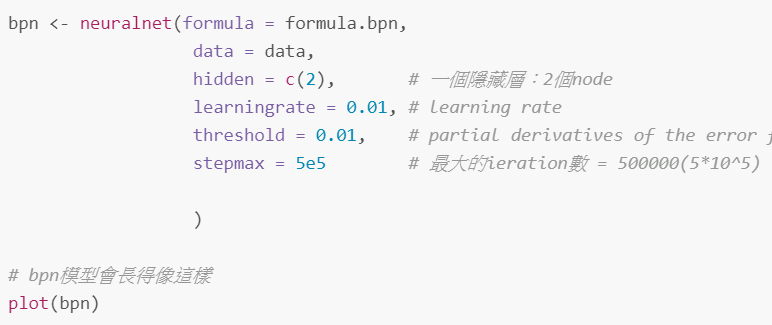 bpn <- neuralnet(formula = formula.bpn,
data = data,
hidden = c(2), # 一個隱藏層：2個node
learningrate = 0.01, # learning rate
threshold = 0.01, # partial derivatives of the error
stepmax = 5e5 # 最大的ieration數 = 500000(5*10^5)
)
# bpn模型會長得像這樣
plot(bpn)